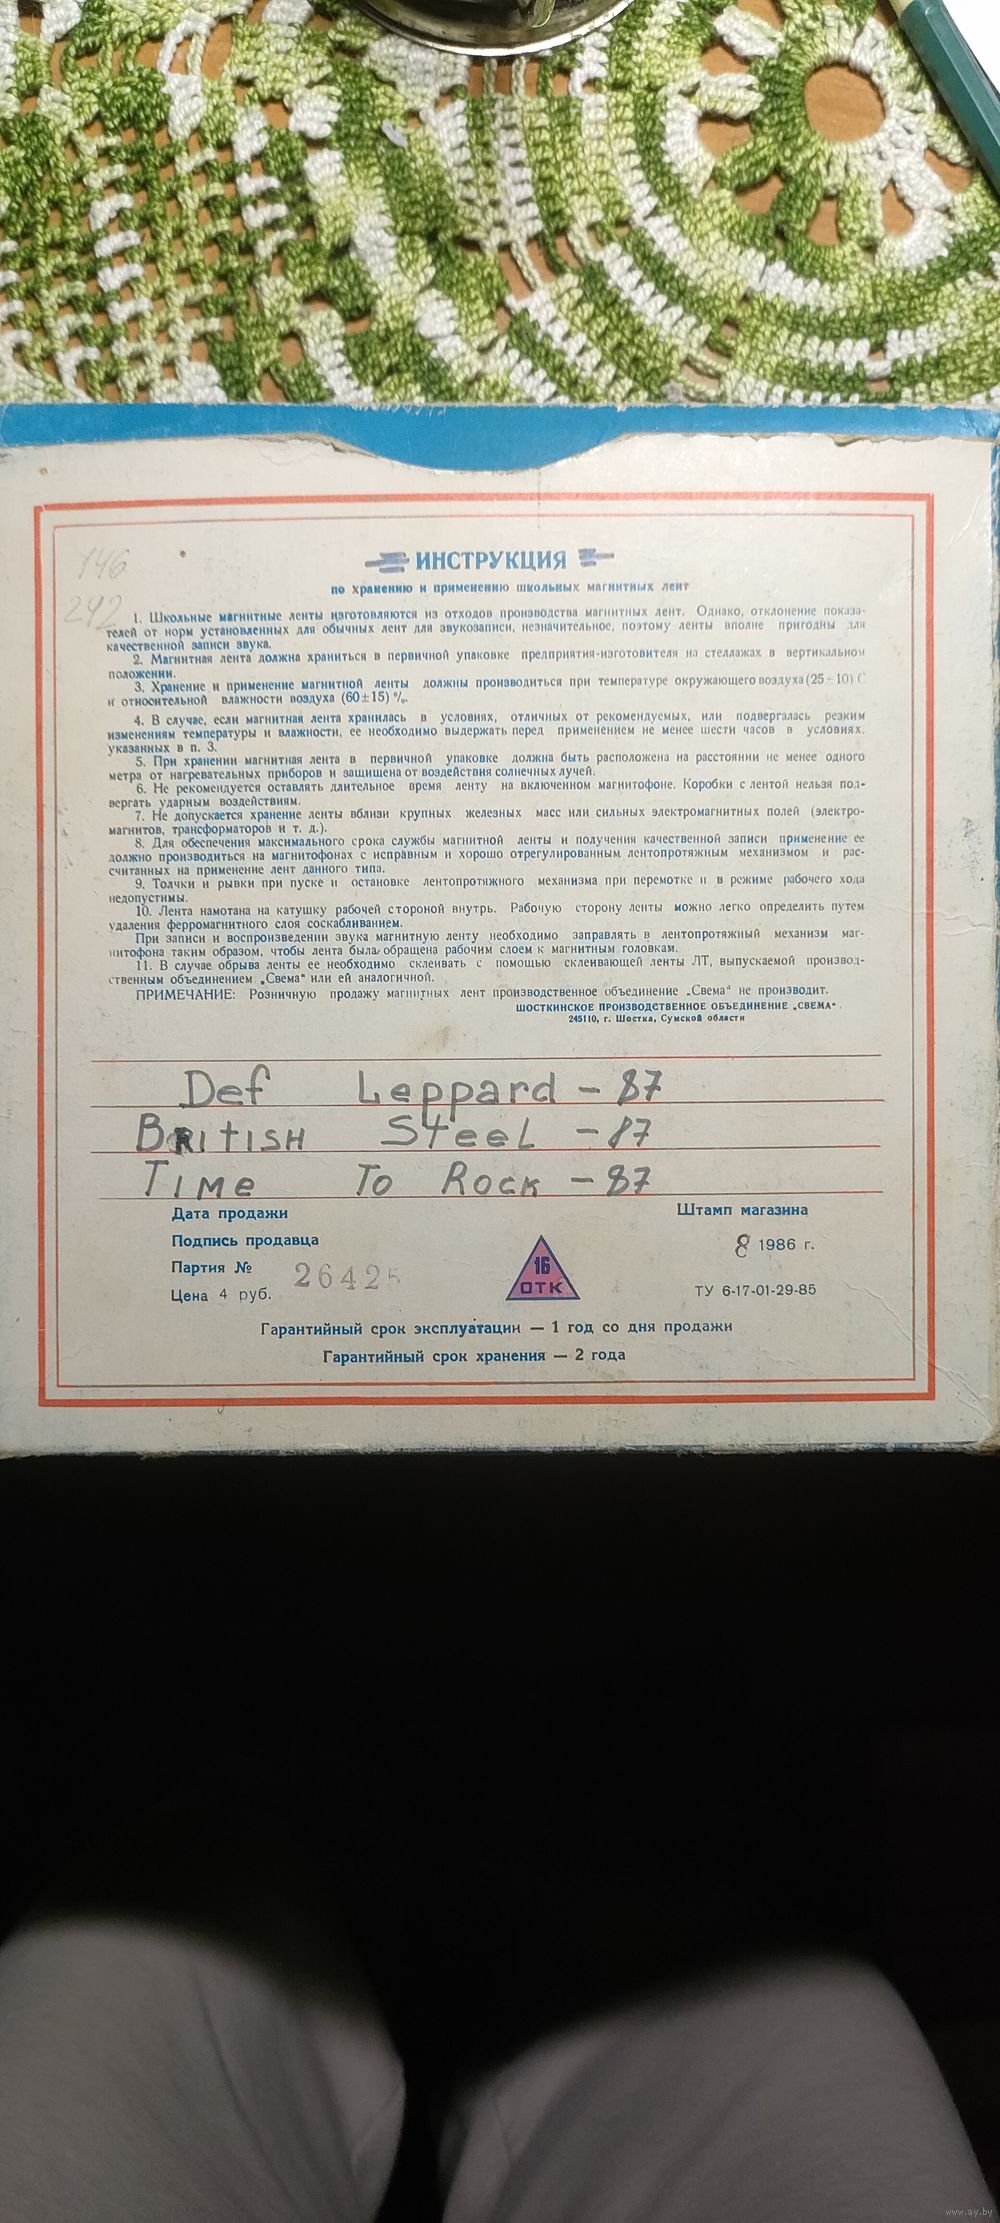 146
242
ИНСТРУКЦИЯ
по хранению и применению школьных магнитных лент
1. Школьные магнитные ленты изготовляются из отходов производства магнитных лент. Однако, отклонение показа-
телей от норм установленных для обычных лент для звукозаписи, незначительное, поэтому ленты вполне пригодны для
качественной записи звука.
2. Магнитная лента должна храниться в первичной упаковке предприятия-изготовителя на стеллажах в вертикальном
положении.
3. Хранение и применение магнитной ленты должны производиться при температуре окружающего воздуха (25±10) С
и относительной влажности воздуха (60±15) %.
4. В случае, если магнитная лента хранилась в условиях, отличных от рекомендуемых, или подвергалась резким
изменениям температуры и влажности, ее необходимо выдержать перед применением не менее шести часов в условиях,
указанных в п. 3.
5. При хранении магнитная лента в первичной упаковке должна быть расположена на расстоянии не менее одного
метра от нагревательных приборов и защищена от воздействия солнечных лучей.
6. Не рекомендуется оставлять длительное время ленту на включенном магнитофоне. Коробки с лентой нельзя под-
вергать ударным воздействиям.
7. Не допускается хранение ленты вблизи крупных железных масс или сильных электромагнитных полей (электро-
магнитов, трансформаторов и т. д.).
8. Для обеспечения максимального срока службы магнитной ленты и получения качественной записи применение ее
должно производиться на магнитофонах с исправным и хорошо отрегулированным лентопротяжным механизмом и рас-
считанных на применение лент данного типа.
9. Толчки и рывки при пуске и остановке лентопротяжного механизма при перемотке и в режиме рабочего хода
недопустимы.
10. Лента намотана на катушку рабочей стороной внутрь. Рабочую сторону ленты можно легко определить путем
удаления ферромагнитного слоя соскабливанием.
При записи и воспроизведении звука магнитную ленту необходимо заправлять в лентопротяжный механизм маг-
нитофона таким образом, чтобы лента была обращена рабочим слоем к магнитным головкам.
11. В случае обрыва ленты ее необходимо склеивать с помощью склеивающей ленты ЛТ, выпускаемой производ-
ственным объединением „Свема“ или ей аналогичной.
ПРИМЕЧАНИЕ: Розничную продажу магнитных лент производственное объединение „Свема“ не производит.
ШОСТКИНСКОЕ ПРОИЗВОДСТВЕННОЕ ОБЪЕДИНЕНИЕ „СВЕМА“.
245110, г. Шостка, Сумской области
Def Leppard - 87
BRITISH STEEL - 87
TIME TO ROCK - 87
Дата продажи Штамп магазина
Подпись продавца 8 1986 г.
Партия № 26425
Цена 4 руб. 16 ОТК ТУ 6-17-01-29-85
Гарантийный срок эксплуатации — 1 год со дня продажи
Гарантийный срок хранения — 2 года
www.ay.by